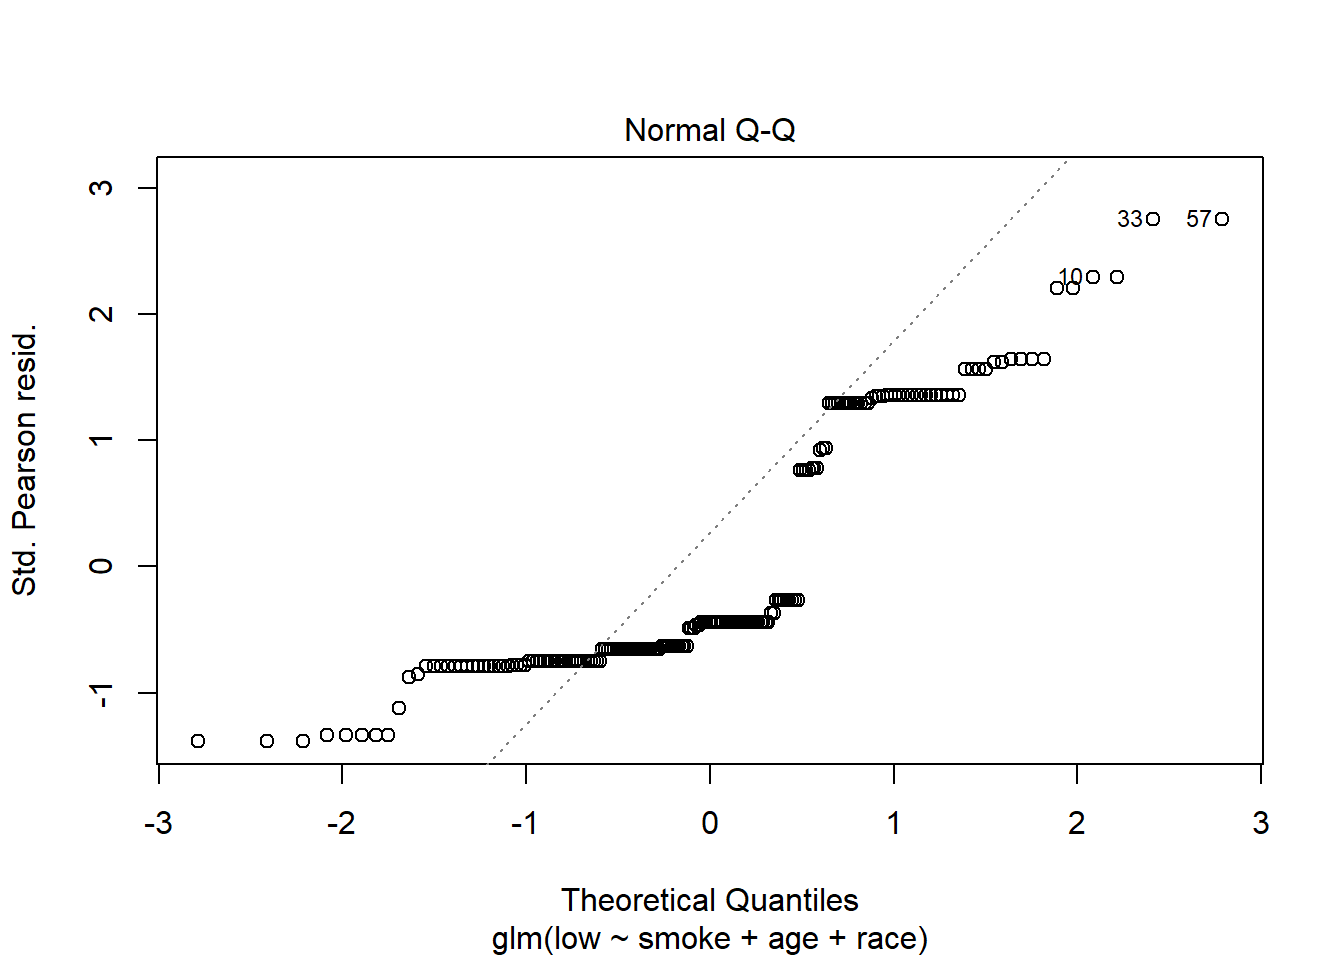 Normal Q-Q
Std. Pearson resid.
3
2
1
0
-1
33
57
10
-3 -2 -1 0 1 2 3
Theoretical Quantiles
glm(low ~ smoke + age + race)